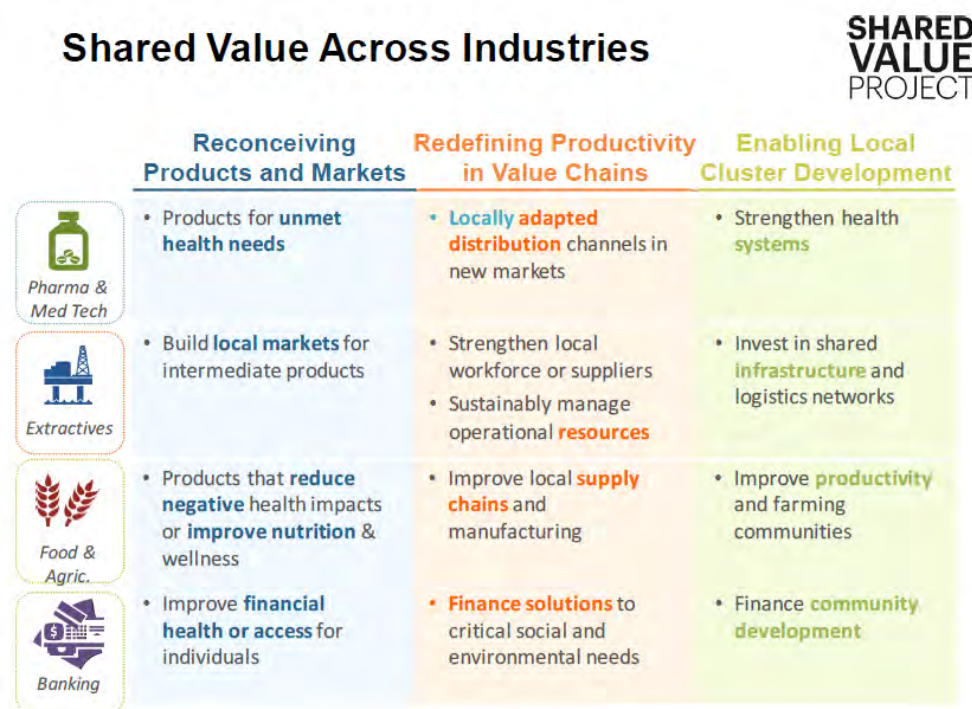 Shared Value Across Industries
SHARED
VALUE
PROJECT
Reconceiving
Products and Markets
Redefining Productivity
in Value Chains
Enabling Local
Cluster Development
Pharma &
Med Tech
• Products for unmet
health needs
• Locally adapted
distribution channels in
new markets
• Strengthen health
systems
Extractives
• Build local markets for
intermediate products
• Strengthen local
workforce or suppliers
• Sustainably manage
operational resources
• Invest in shared
infrastructure and
logistics networks
Food &
Agric.
• Products that reduce
negative health impacts
or improve nutrition &
wellness
• Improve local supply
chains and
manufacturing
• Improve productivity
and farming
communities
$
Banking
• Improve financial
health or access for
individuals
• Finance solutions to
critical social and
environmental needs
• Finance community
development